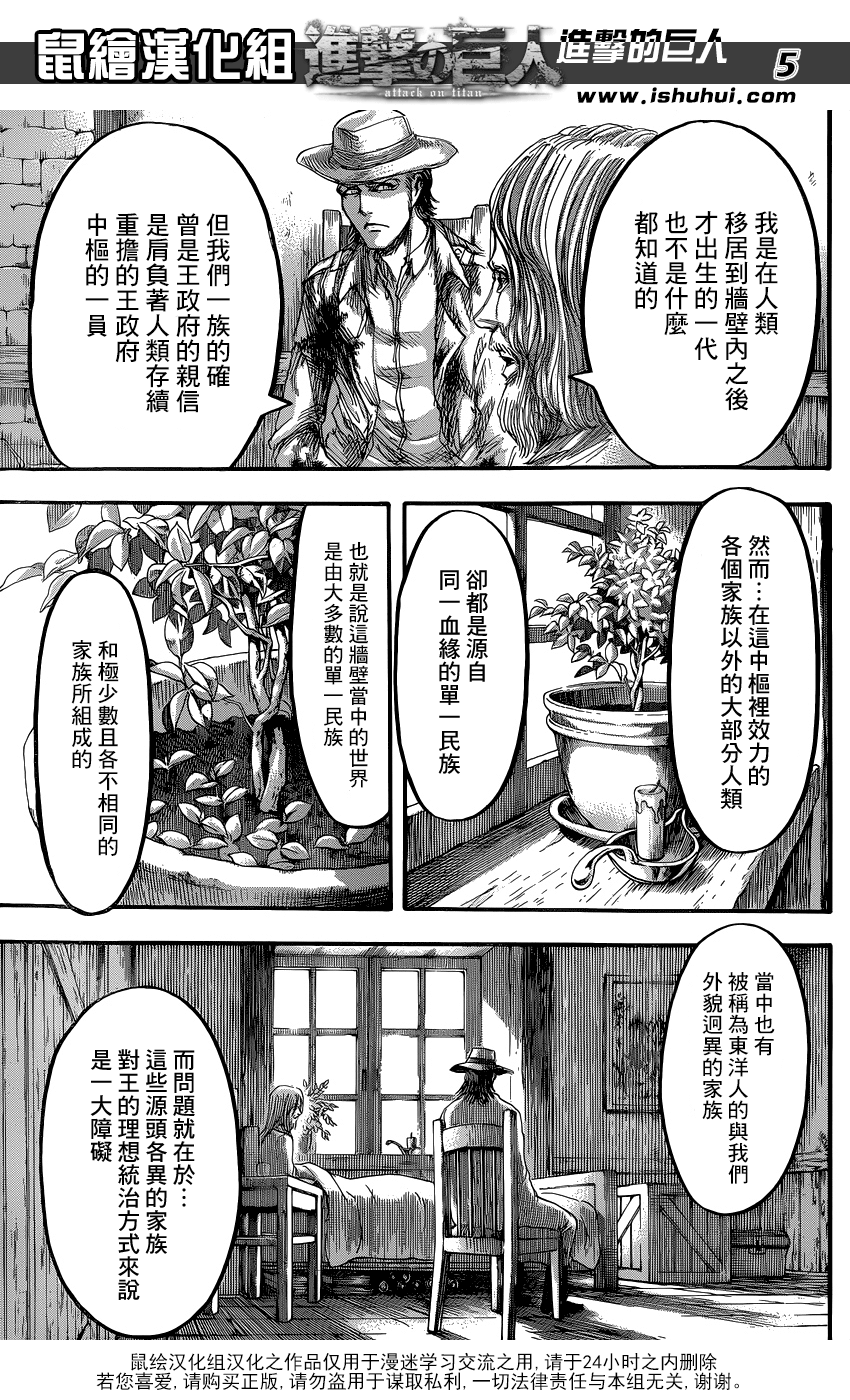 鼠繪漢化組
進撃の巨人
attack on titan
進擊的巨人
5
www.ishuhui.com
我是在人類
移居到牆壁內之後
才出生的一代
也不是什麼
都知道的
但我們一族的確
曾是王政府的親信
是肩負著人類存續
重擔的王政府
中樞的一員
然而…在這中樞裡效力的
各個家族以外的大部分人類
卻都是源自
同一血緣的單一民族
也就是說這牆壁當中的世界
是由大多數的單一民族
和極少數且各不相同的
家族所組成的
當中也有
被稱為東洋人的與我們
外貌迥異的家族
而問題就在於…
這些源頭各異的家族
對王的理想統治方式來說
是一大障礙
鼠绘汉化组汉化之作品仅用于漫迷学习交流之用, 请于24小时之内删除
若您喜爱, 请购买正版, 请勿盗用于谋取私利, 一切法律责任与本组无关, 谢谢。